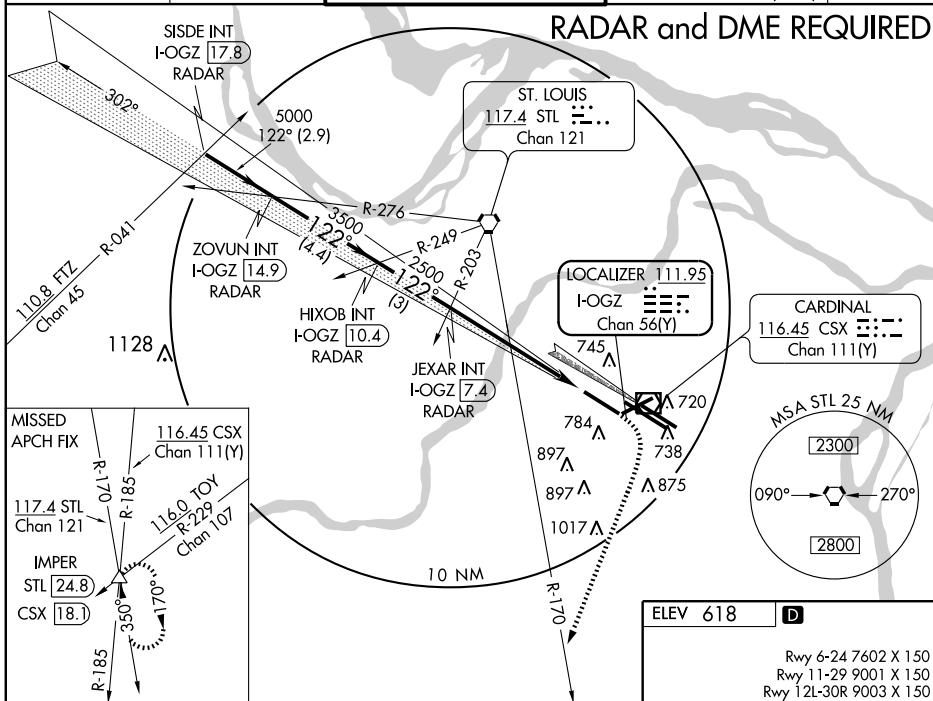 RADAR and DME REQUIRED
SISDE INT
I-OGZ 17.8
RADAR
302°
5000
122° (2.9)
ST. LOUIS
117.4 STL
Chan 121
R-276
R-041
3500
122°
(4.4)
R-249
R-203
2500
122°
(3)
ZOVUN INT
I-OGZ 14.9
RADAR
110.8 FTZ
Chan 45
HIXOB INT
I-OGZ 10.4
RADAR
LOCALIZER 111.95
I-OGZ
Chan 56(Y)
CARDINAL
116.45 CSX
Chan 111(Y)
1128
JEXAR INT
I-OGZ 7.4
RADAR
745
720
784
738
897
897
875
1017
10 NM
R-170
MSA STL 25 NM
2300
090°
270°
2800
MISSED
APCH FIX
116.45 CSX
Chan 111(Y)
R-170
R-185
117.4 STL
Chan 121
116.0 TOY
R-229
Chan 107
IMPER
STL 24.8
CSX 18.1
350°
170°
R-185
ELEV 618
D
Rwy 6-24 7602 X 150
Rwy 11-29 9001 X 150
Rwy 12L-30R 9003 X 150